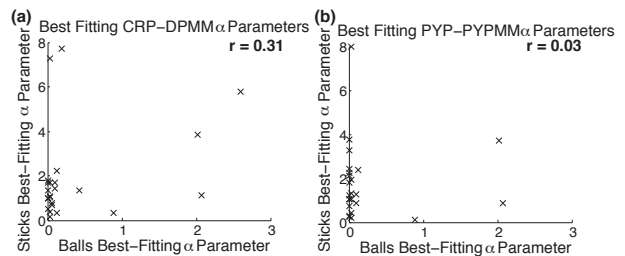 (a)
Best Fitting CRP−DPMM α Parameters
r = 0.31
Sticks Best−Fitting α Parameter
8
6
4
2
0
0 1 2 3
Balls Best−Fitting α Parameter
(b)
Best Fitting PYP−PYPMM α Parameters
r = 0.03
Sticks Best−Fitting α Parameter
8
6
4
2
0
0 1 2 3
Balls Best−Fitting α Parameter